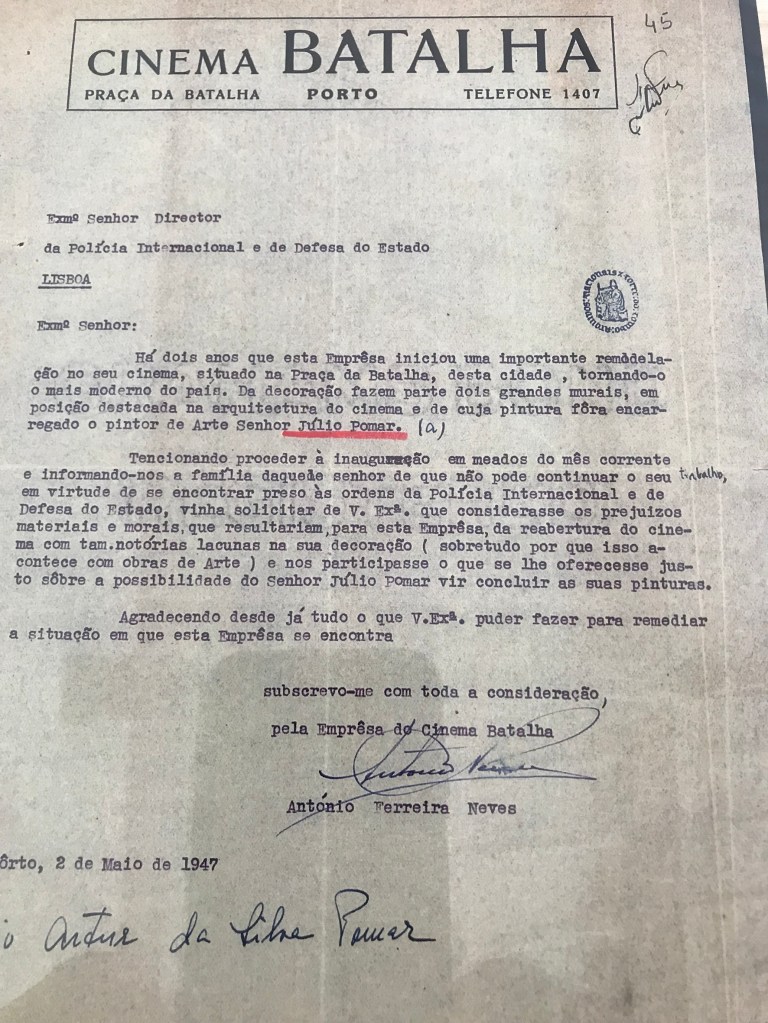 45
CINEMA BATALHA
PRAÇA DA BATALHA PORTO TELEFONE 1407
Exmº Senhor Director
da Polícia Internacional e de Defesa do Estado
LISBOA
Exmº Senhor:
Há dois anos que esta Emprêsa iniciou uma importante remodela-
ção no seu cinema, situado na Praça da Batalha, desta cidade , tornando-o
o mais moderno do país. Da decoração fazem parte dois grandes murais, em
posição destacada na arquitectura do cinema e de cuja pintura fôra encar-
regado o pintor de Arte Senhor Júlio Pomar. (a)
Tencionando proceder à inauguração em meados do mês corrente
e informando-nos a família daquele senhor de que não pode continuar o seu trabalho,
em virtude de se encontrar preso às ordens da Polícia Internacional e de
Defesa do Estado, vinha solicitar de V. Exª. que considerasse os prejuizos
materiais e morais, que resultariam, para esta Emprêsa, da reabertura do cine-
ma com tam.notórias lacunas na sua decoração ( sobretudo por que isso a-
contece com obras de Arte ) e nos participasse o que se lhe oferecesse jus-
to sôbre a possibilidade do Senhor Júlio Pomar vir concluir as suas pinturas.
Agradecendo desde já tudo o que V.Exª. puder fazer para remediar
a situação em que esta Emprêsa se encontra
subscrevo-me com toda a consideração,
pela Emprêsa do Cinema Batalha
António Ferreira Neves
ôrto, 2 de Maio de 1947
o Artur da Silva Pomar